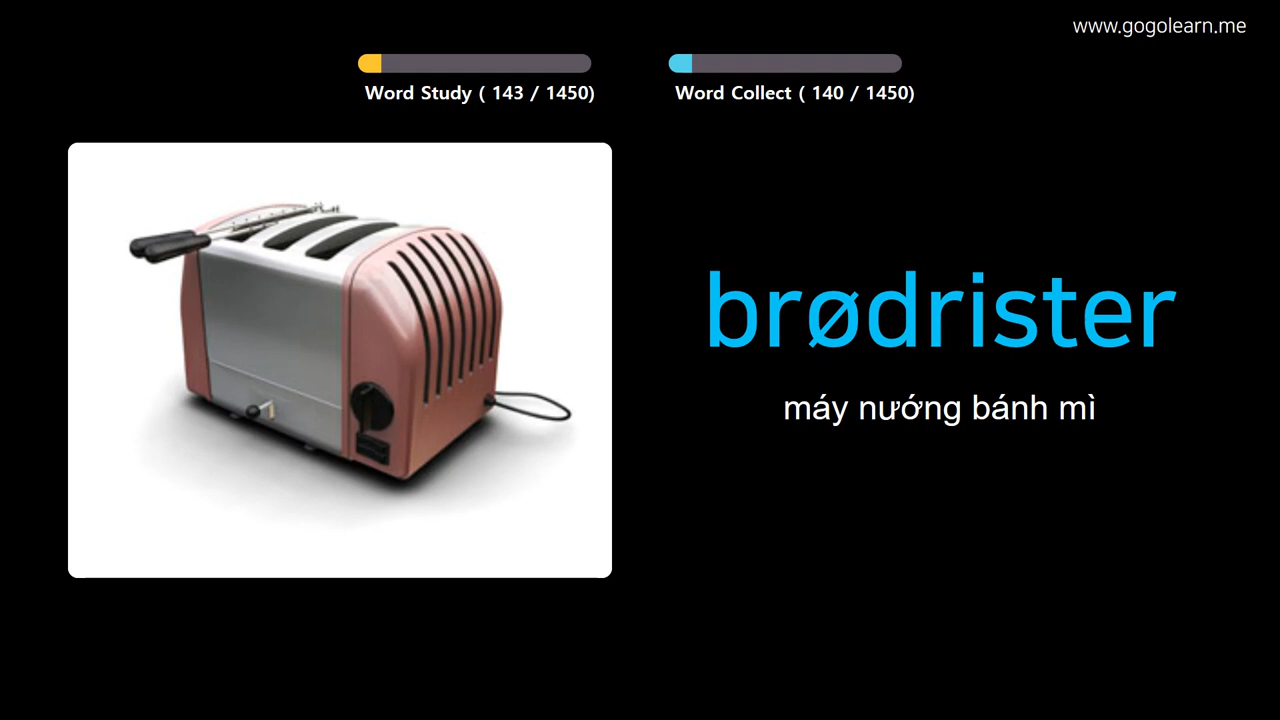 www.gogolearn.me
Word Study ( 143 / 1450)
Word Collect ( 140 / 1450)
brødrister
máy nướng bánh mì